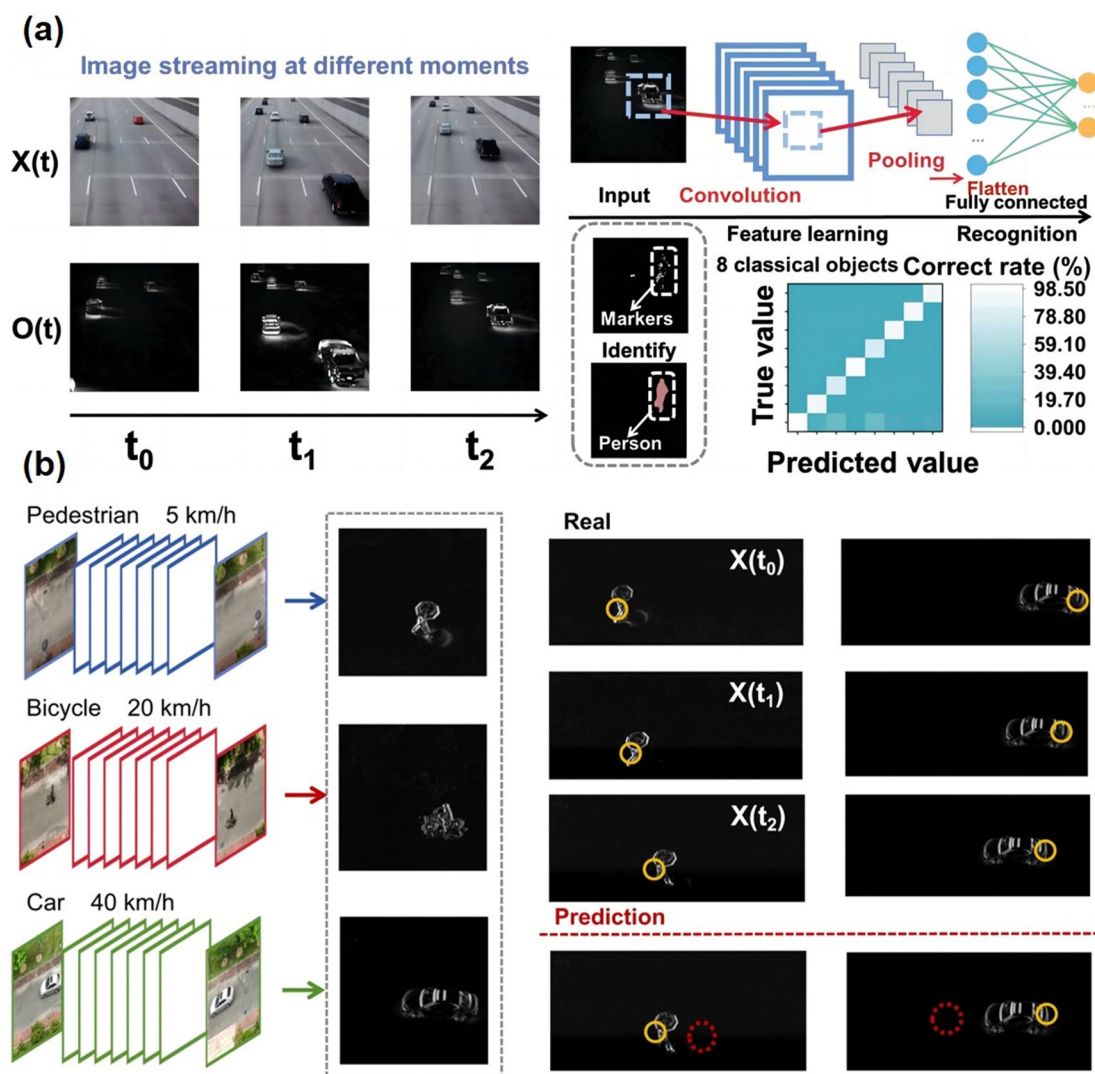 (a)
Image streaming at different moments
X(t)
O(t)
t0
t1
t2
Input
Convolution
Pooling
Flatten
Fully connected
...
...
Feature learning
Recognition
Markers
Identify
Person
8 classical objects
Correct rate (%)
True value
Predicted value
98.50
78.80
59.10
39.40
19.70
0.000
(b)
Pedestrian 5 km/h
Bicycle 20 km/h
Car 40 km/h
Real
X(t0)
X(t1)
X(t2)
Prediction